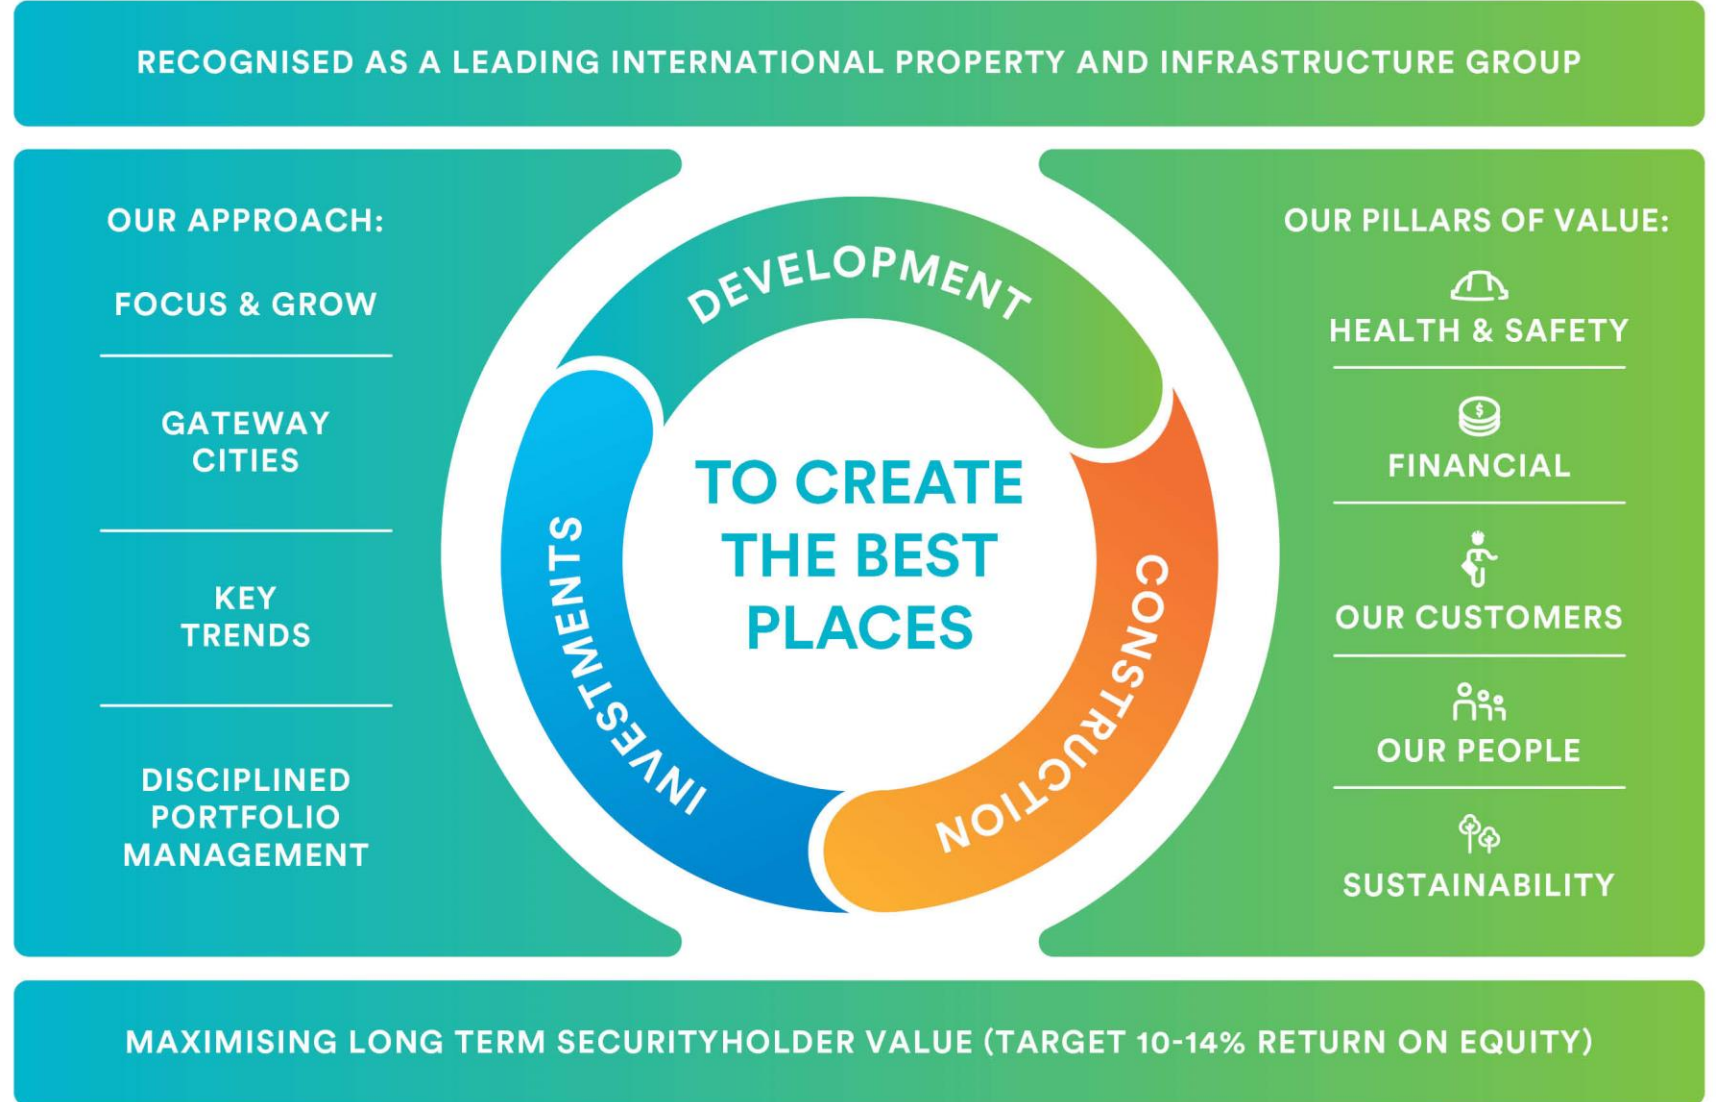 RECOGNISED AS A LEADING INTERNATIONAL PROPERTY AND INFRASTRUCTURE GROUP
OUR APPROACH:
FOCUS & GROW
GATEWAY
CITIES
KEY
TRENDS
DISCIPLINED
PORTFOLIO
MANAGEMENT
DEVELOPMENT
CONSTRUCTION
INVESTMENTS
TO CREATE
THE BEST
PLACES
OUR PILLARS OF VALUE:
HEALTH & SAFETY
$
FINANCIAL
OUR CUSTOMERS
OUR PEOPLE
SUSTAINABILITY
MAXIMISING LONG TERM SECURITYHOLDER VALUE (TARGET 10-14% RETURN ON EQUITY)